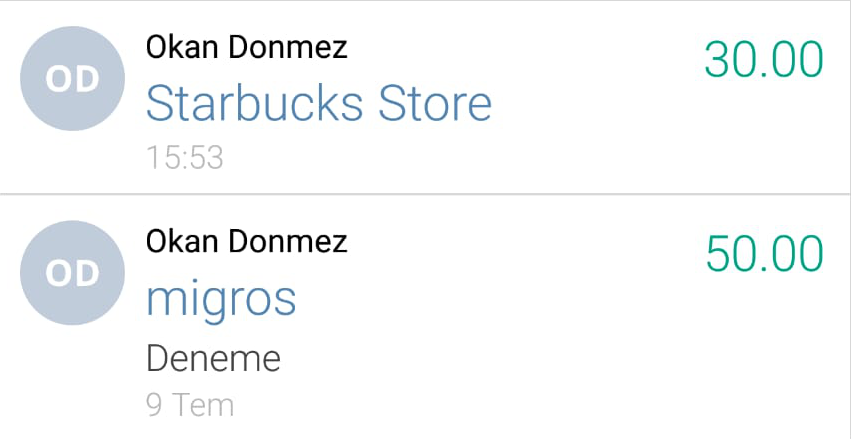 OD
Okan Donmez
30.00
Starbucks Store
15:53
OD
Okan Donmez
50.00
migros
Deneme
9 Tem